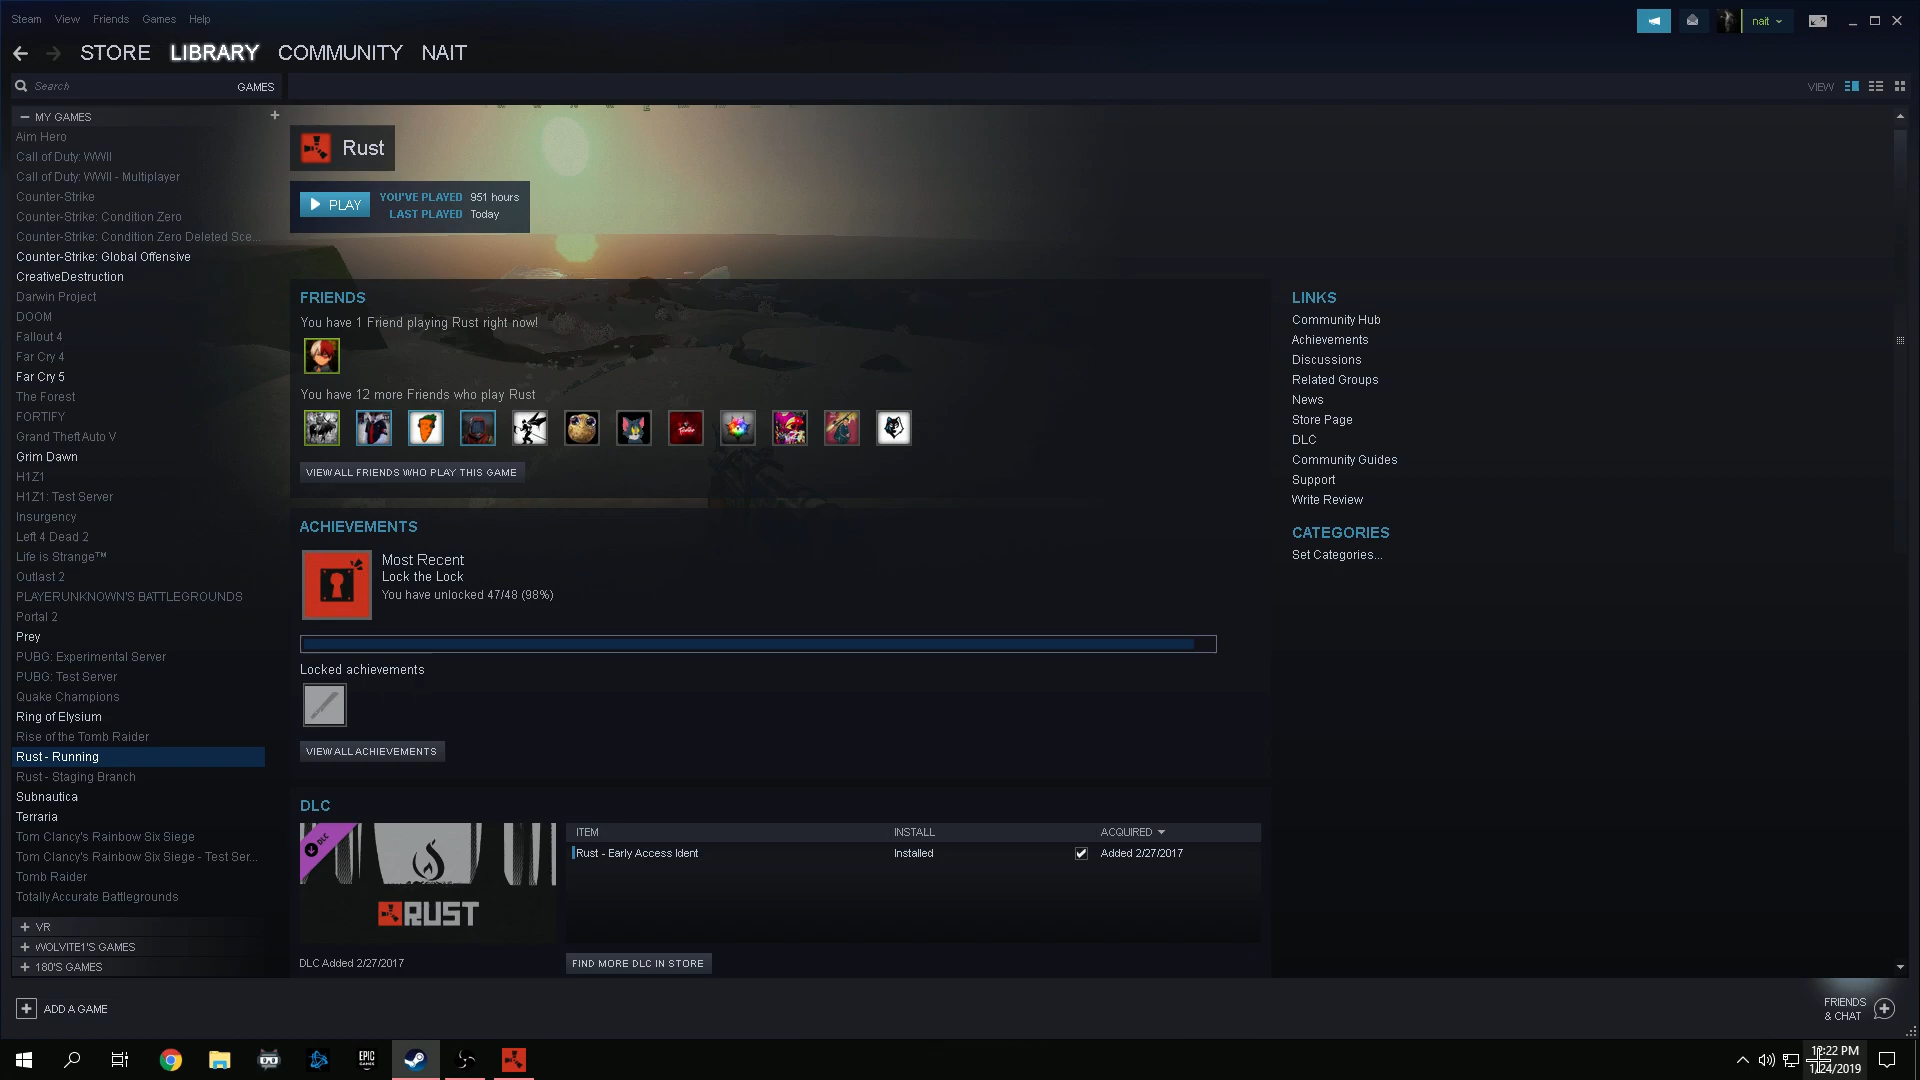 Steam View Friends Games Help
nait
STORE LIBRARY COMMUNITY NAIT
Search GAMES
VIEW
MY GAMES
Aim Hero
Call of Duty: WWII
Call of Duty: WWII - Multiplayer
Counter-Strike
Counter-Strike: Condition Zero
Counter-Strike: Condition Zero Deleted Sce...
Counter-Strike: Global Offensive
CreativeDestruction
Darwin Project
DOOM
Fallout 4
Far Cry 4
Far Cry 5
The Forest
FORTIFY
Grand Theft Auto V
Grim Dawn
H1Z1
H1Z1: Test Server
Insurgency
Left 4 Dead 2
Life is Strange™
Outlast 2
PLAYERUNKNOWN'S BATTLEGROUNDS
Portal 2
Prey
PUBG: Experimental Server
PUBG: Test Server
Quake Champions
Ring of Elysium
Rise of the Tomb Raider
Rust - Running
Rust - Staging Branch
Subnautica
Terraria
Tom Clancy's Rainbow Six Siege
Tom Clancy's Rainbow Six Siege - Test Ser...
Tomb Raider
Totally Accurate Battlegrounds
VR
WOLVITE1'S GAMES
180'S GAMES
Rust
PLAY
YOU'VE PLAYED 951 hours
LAST PLAYED Today
FRIENDS
You have 1 Friend playing Rust right now!
You have 12 more Friends who play Rust
VIEW ALL FRIENDS WHO PLAY THIS GAME
ACHIEVEMENTS
Most Recent
Lock the Lock
You have unlocked 47/48 (98%)
Locked achievements
VIEW ALL ACHIEVEMENTS
DLC
DLC
RUST
DLC Added 2/27/2017
ITEM INSTALL ACQUIRED
Rust - Early Access Ident Installed Added 2/27/2017
FIND MORE DLC IN STORE
LINKS
Community Hub
Achievements
Discussions
Related Groups
News
Store Page
DLC
Community Guides
Support
Write Review
CATEGORIES
Set Categories...
ADD A GAME
FRIENDS
& CHAT
EPIC
GAMES
12:22 PM
1/24/2019